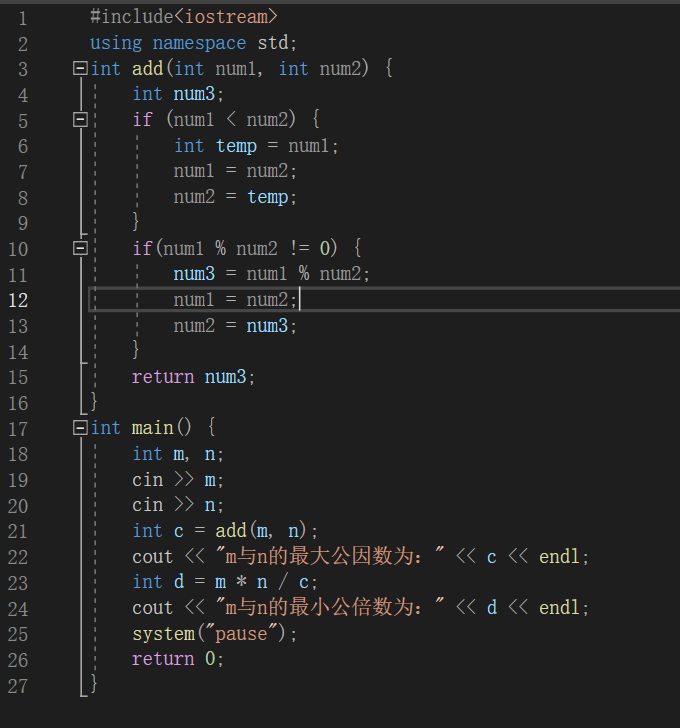 1 #include<iostream>
2 using namespace std;
3 int add(int num1, int num2) {
4 int num3;
5 if (num1 < num2) {
6 int temp = num1;
7 num1 = num2;
8 num2 = temp;
9 }
10 if(num1 % num2 != 0) {
11 num3 = num1 % num2;
12 num1 = num2;
13 num2 = num3;
14 }
15 return num3;
16 }
17 int main() {
18 int m, n;
19 cin >> m;
20 cin >> n;
21 int c = add(m, n);
22 cout << "m与n的最大公因数为：" << c << endl;
23 int d = m * n / c;
24 cout << "m与n的最小公倍数为：" << d << endl;
25 system("pause");
26 return 0;
27 }